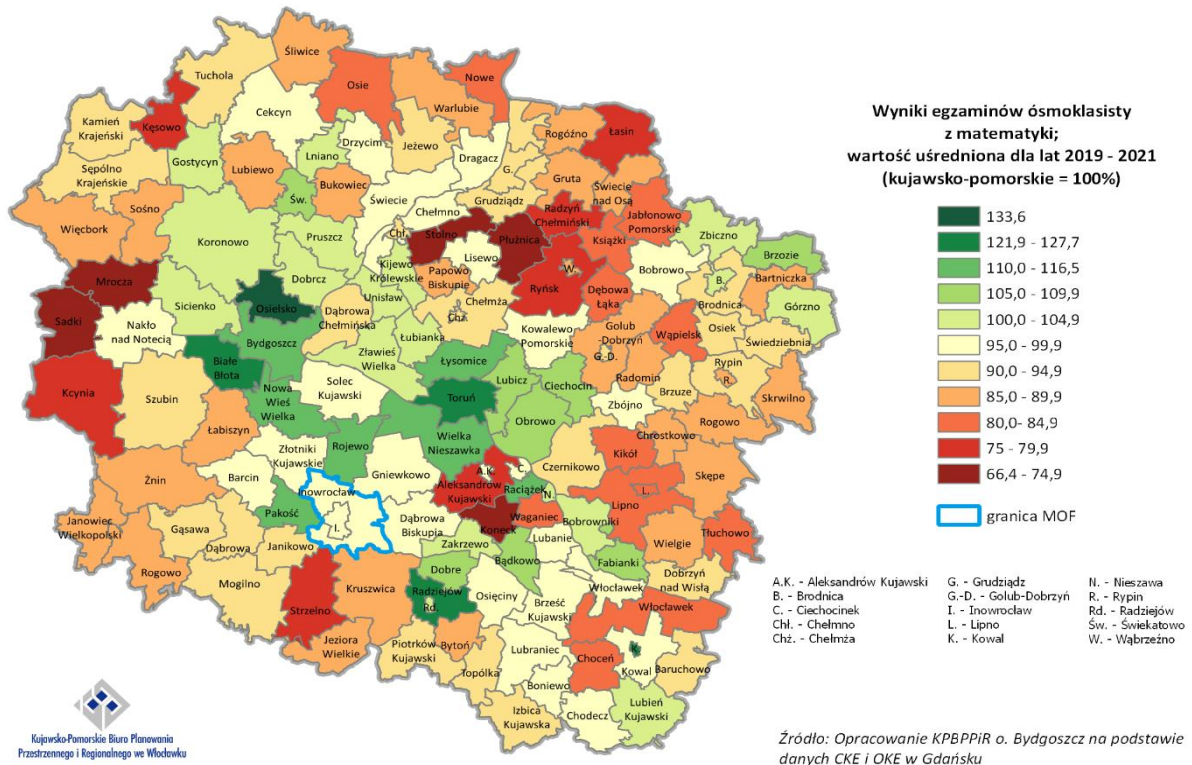 Śliwice
Tuchola
Osie
Nowe
Warlubie
Cekcyn
Kęsowo
Łasin
Kamień
Krajeński
Rogóźno
Drzycim
Jeżewo
Gostycyn
Lniano
Dragacz
G.
Sępólno
Krajeńskie
Lubiewo
Gruta
Świecie
nad Osą
Bukowiec
Św.
Świecie
Grudziądz
Sośno
Radzyń
Chełmiński
Jabłonowo
Pomorskie
Chełmno
Więcbork
Koronowo
Pruszcz
Chł.
Stolno
Płużnica
Książki
Zbiczno
Brzozie
Lisewo
Kijewo
Królewskie
Bobrowo
W.
Papowo
Biskupie
Bartniczka
Mrocza
Dobrcz
B.
Ryńsk
Dębowa
Łąka
Sicienko
Osielsko
Unisław
Chełmża
Brodnica
Górzno
Sadki
Dąbrowa
Chełmińska
Chż.
Nakło
nad Notecią
Łubianka
Kowalewo
Pomorskie
Golub
-Dobrzyń
Wąpielsk
Osiek
Świedziebnia
Bydgoszcz
Zławieś
Wielka
Łysomice
G.-D.
Rypin
Białe
Błota
Radomin
R.
Kcynia
Solec
Kujawski
Lubicz
Ciechocin
Brzuze
Skrwilno
Nowa
Wieś
Wielka
Toruń
Zbójno
Szubin
Obrowo
Rogowo
Łabiszyn
Rojewo
Wielka
Nieszawka
Chrostkowo
Złotniki
Kujawskie
Czernikowo
Kikół
Skępe
Barcin
Gniewkowo
A.K.
C.
Żnin
Aleksandrów
Kujawski
Raciążek
Inowrocław
N.
L.
Lipno
Pakość
Waganiec
Bobrowniki
Janowiec
Wielkopolski
I.
Dąbrowa
Biskupia
Koneck
Tłuchowo
Gąsawa
Lubanie
Wielgie
Dąbrowa
Janikowo
Zakrzewo
Bądkowo
Fabianki
Rogowo
Dobre
Dobrzyń
nad Wisłą
Mogilno
Kruszwica
Radziejów
Włocławek
Strzelno
Rd.
Osięciny
Brześć
Kujawski
Włocławek
Jeziora
Wielkie
Piotrków
Kujawski
Bytoń
Lubraniec
Choceń
K.
Kowal
Baruchowo
Topólka
Boniewo
Izbica
Kujawska
Chodecz
Lubień
Kujawski
Wyniki egzaminów ósmoklasisty
z matematyki;
wartość uśredniona dla lat 2019 - 2021
(kujawsko-pomorskie = 100%)
133,6
121,9 - 127,7
110,0 - 116,5
105,0 - 109,9
100,0 - 104,9
95,0 - 99,9
90,0 - 94,9
85,0 - 89,9
80,0- 84,9
75 - 79,9
66,4 - 74,9
granica MOF
A.K. - Aleksandrów Kujawski
B. - Brodnica
C. - Ciechocinek
Chł. - Chełmno
Chż. - Chełmża
G. - Grudziądz
G.-D. - Golub-Dobrzyń
I. - Inowrocław
L. - Lipno
K. - Kowal
N. - Nieszawa
R. - Rypin
Rd. - Radziejów
Św. - Świekatowo
W. - Wąbrzeźno
Kujawsko-Pomorskie Biuro Planowania
Przestrzennego i Regionalnego we Włocławku
Źródło: Opracowanie KPBPPiR o. Bydgoszcz na podstawie
danych CKE i OKE w Gdańsku